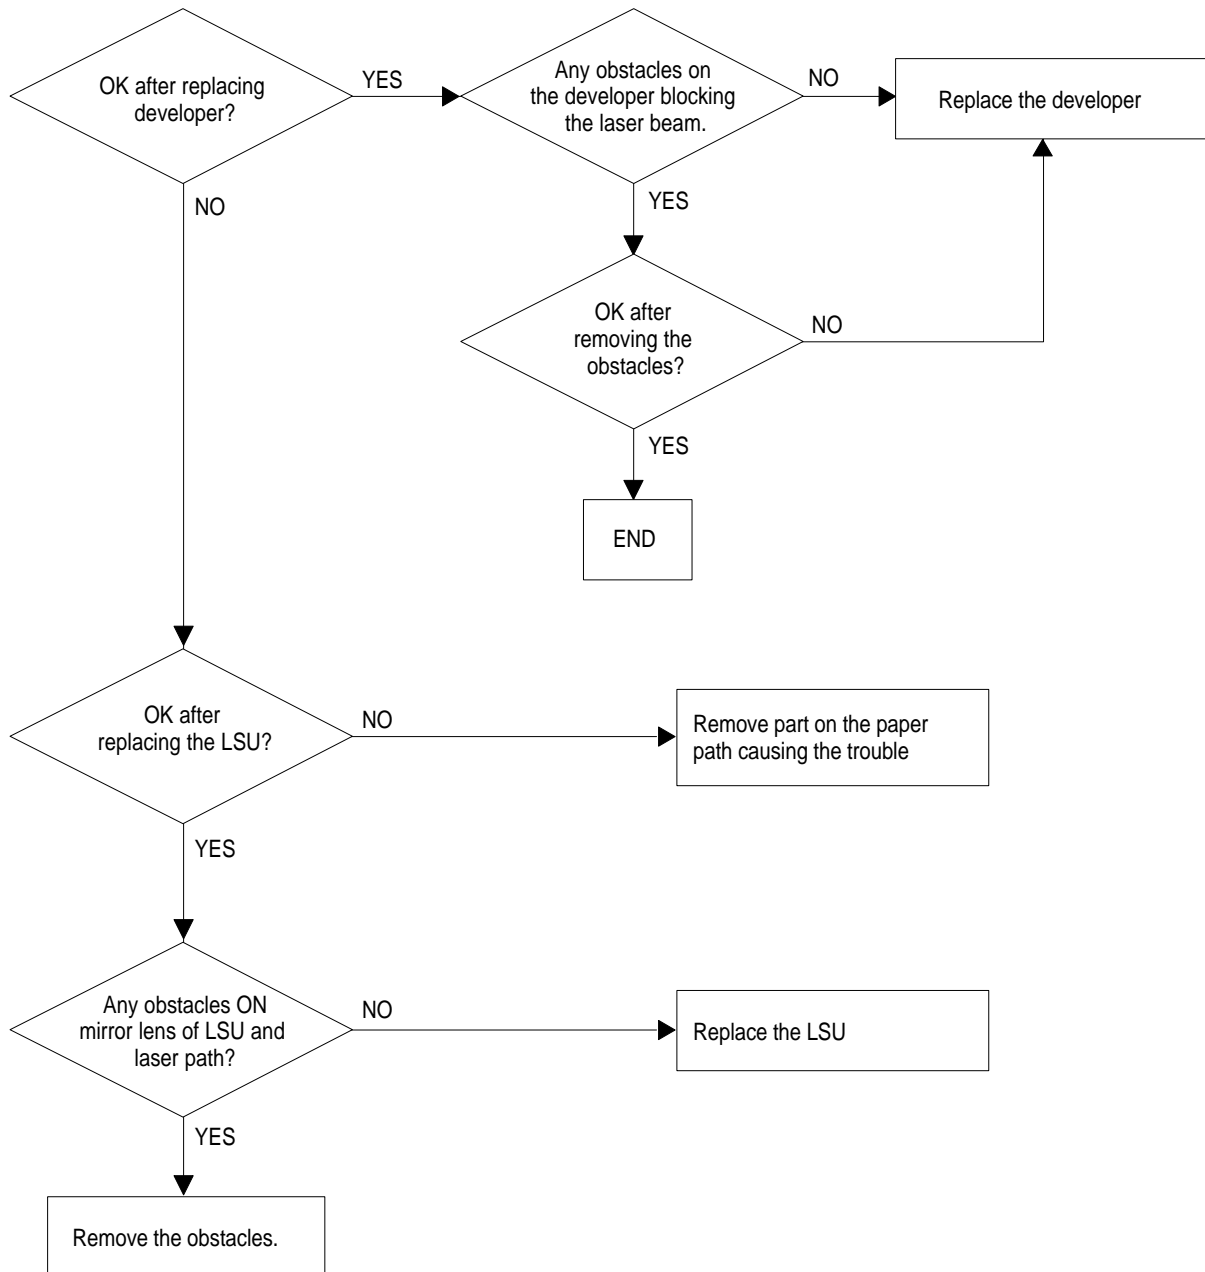 OK after replacing
developer?
YES
Any obstacles on
the developer blocking
the laser beam.
NO
Replace the developer
NO
YES
OK after
removing the
obstacles?
NO
YES
END
OK after
replacing the LSU?
NO
Remove part on the paper
path causing the trouble
YES
Any obstacles ON
mirror lens of LSU and
laser path?
NO
Replace the LSU
YES
Remove the obstacles.